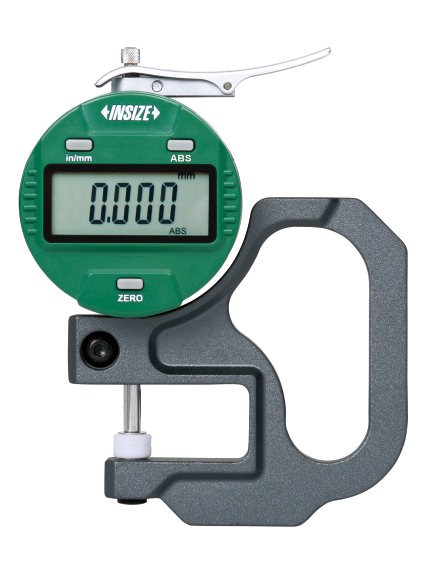 INSIZE
in/mm
ABS
mm
0.000
ABS
ZERO